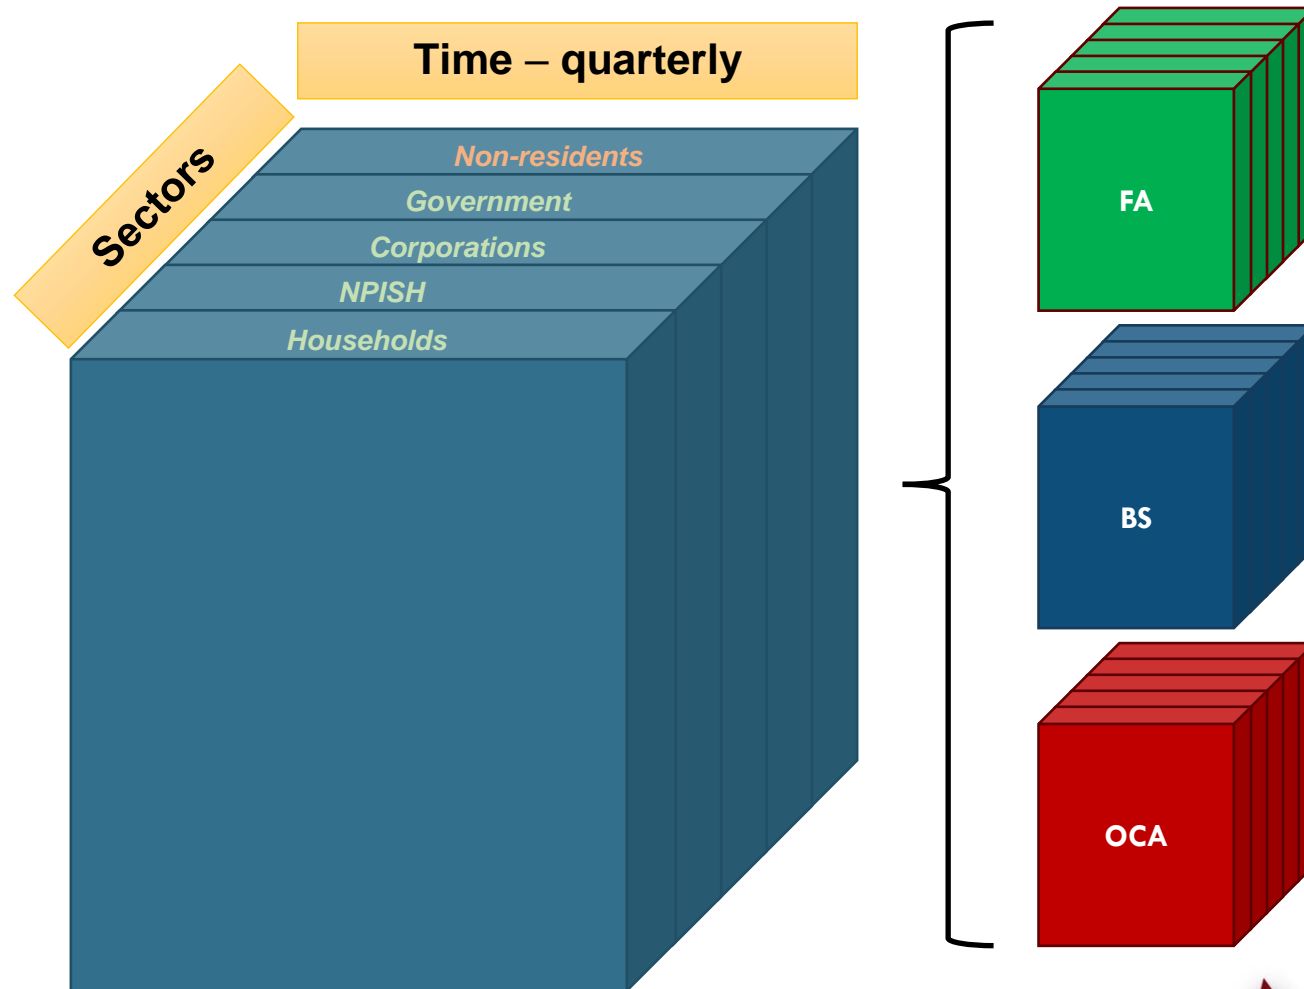 Time – quarterly
Sectors
Non-residents
Government
Corporations
NPISH
Households
FA
BS
OCA